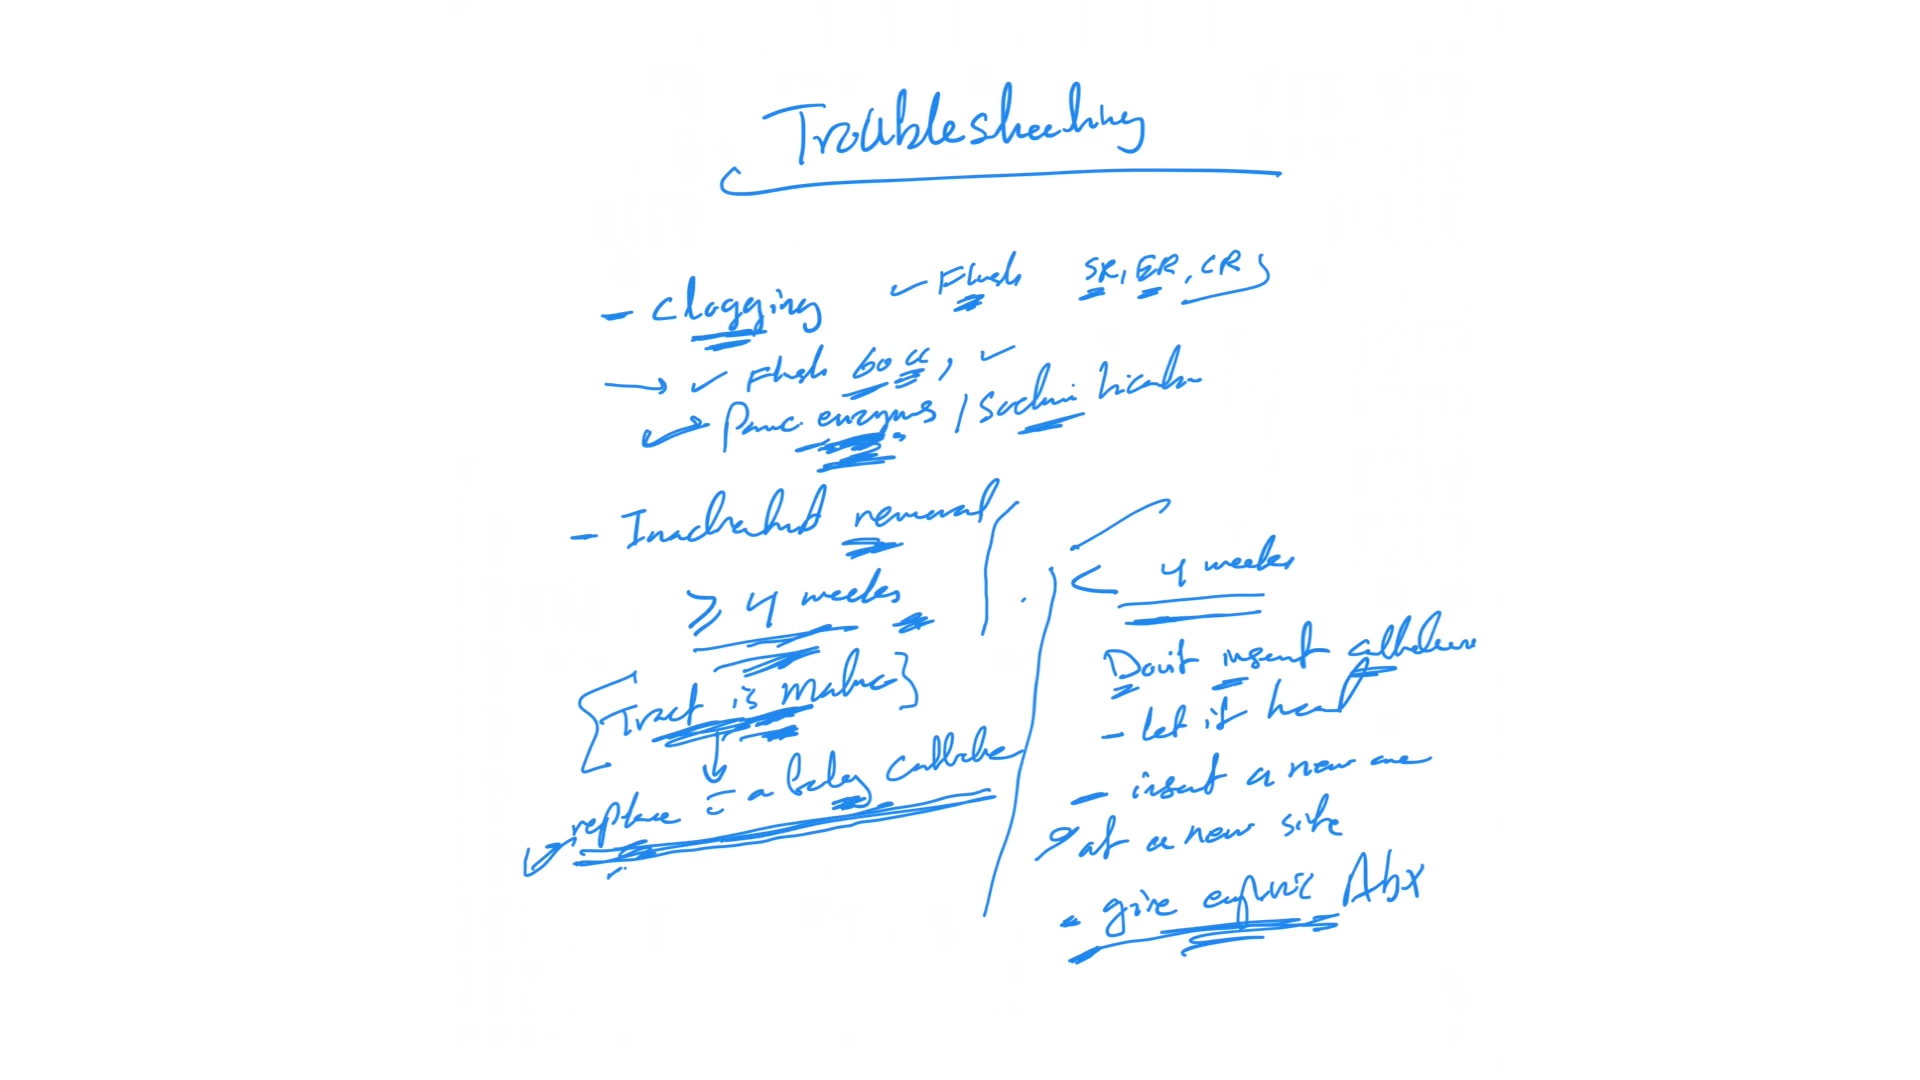 Troubleshooting
- clogging ✓ Flush SR, ER, CR
→ ✓ Flush 60 cc, ✓
Panc. enzymes / Sodium bicarb
- Inadvertent removal
≥ 4 weeks
{Tract is mature}
↓
replace c̄ a Foley catheter
< 4 weeks
Don't insert catheter
- let it heal
- insert a new one
at a new site
- give empiric Abx